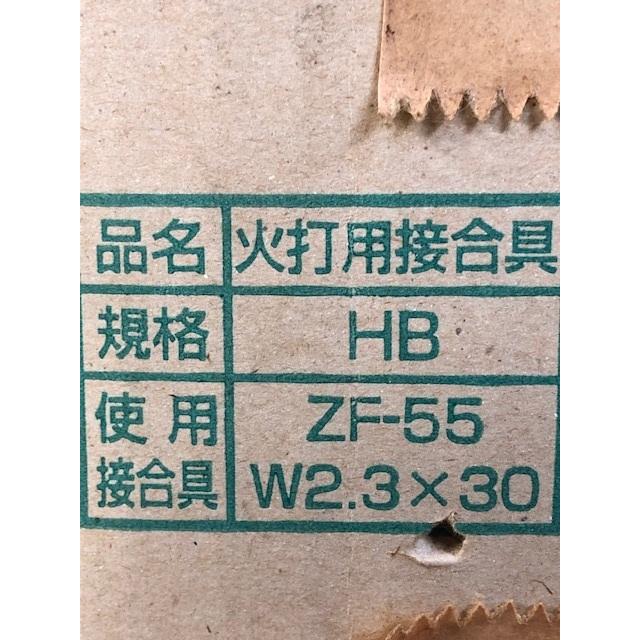 品名 火打用接合具
規格 HB
使用 ZF-55
接合具 W2.3×30